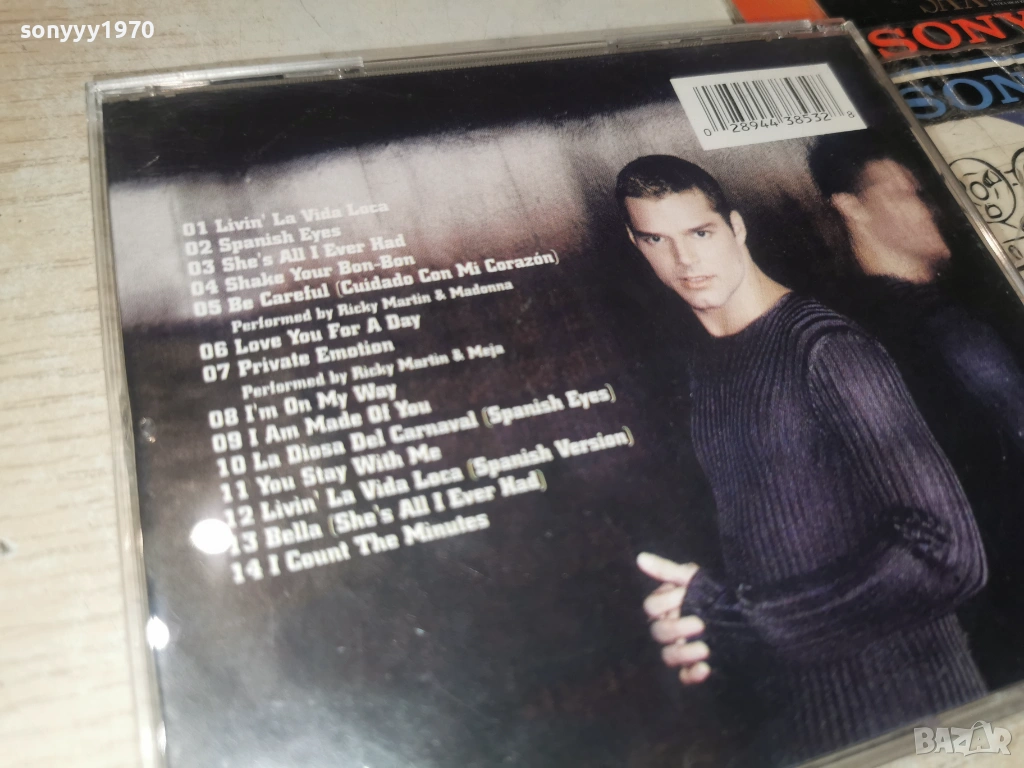 sonyyy1970
SAX
SONY
SON
0 28944 38532 8
01 Livin' La Vida Loca
02 Spanish Eyes
03 She's All I Ever Had
04 Shake Your Bon-Bon
05 Be Careful (Cuidado Con Mi Corazón)
Performed by Ricky Martin & Madonna
06 Love You For A Day
07 Private Emotion
Performed by Ricky Martin & Meja
08 I'm On My Way
09 I Am Made Of You
10 La Diosa Del Carnaval (Spanish Eyes)
11 You Stay With Me
12 Livin' La Vida Loca (Spanish Version)
13 Bella (She's All I Ever Had)
14 I Count The Minutes
BAZAR